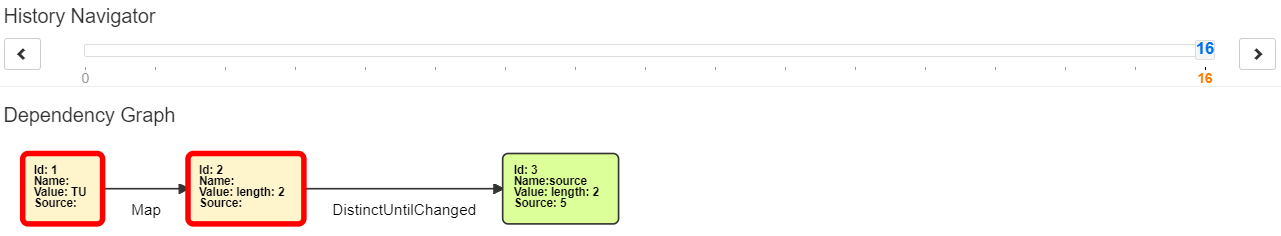 History Navigator
16
0
16
Dependency Graph
Id: 1
Name:
Value: TU
Source:
Map
Id: 2
Name:
Value: length: 2
Source:
DistinctUntilChanged
Id: 3
Name:source
Value: length: 2
Source: 5